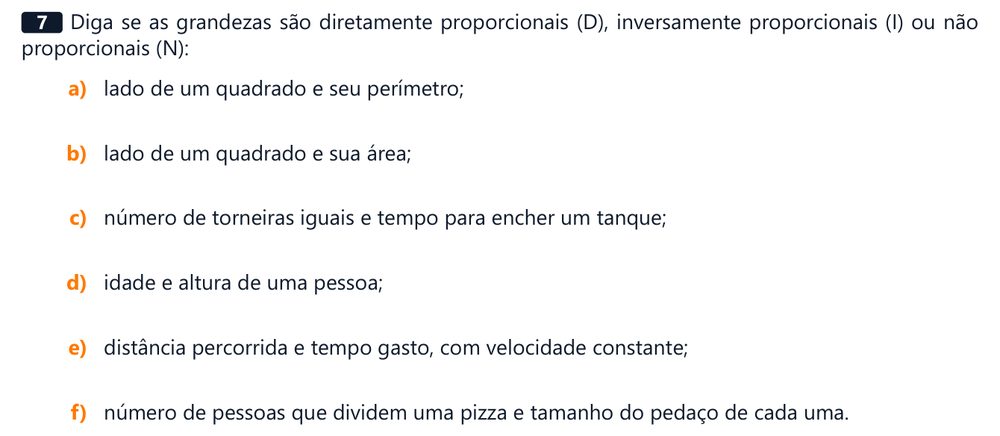 7 Diga se as grandezas são diretamente proporcionais (D), inversamente proporcionais (I) ou não
proporcionais (N):
a) lado de um quadrado e seu perímetro;
b) lado de um quadrado e sua área;
c) número de torneiras iguais e tempo para encher um tanque;
d) idade e altura de uma pessoa;
e) distância percorrida e tempo gasto, com velocidade constante;
f) número de pessoas que dividem uma pizza e tamanho do pedaço de cada uma.